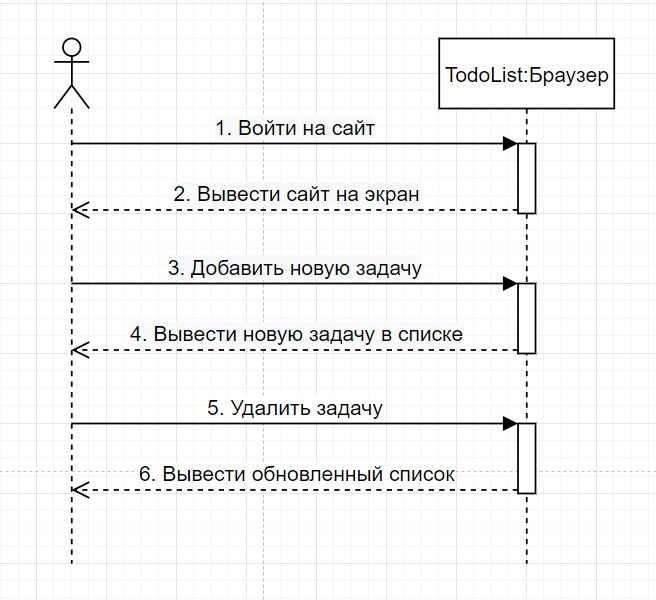 TodoList:Браузер
1. Войти на сайт
2. Вывести сайт на экран
3. Добавить новую задачу
4. Вывести новую задачу в списке
5. Удалить задачу
6. Вывести обновленный список